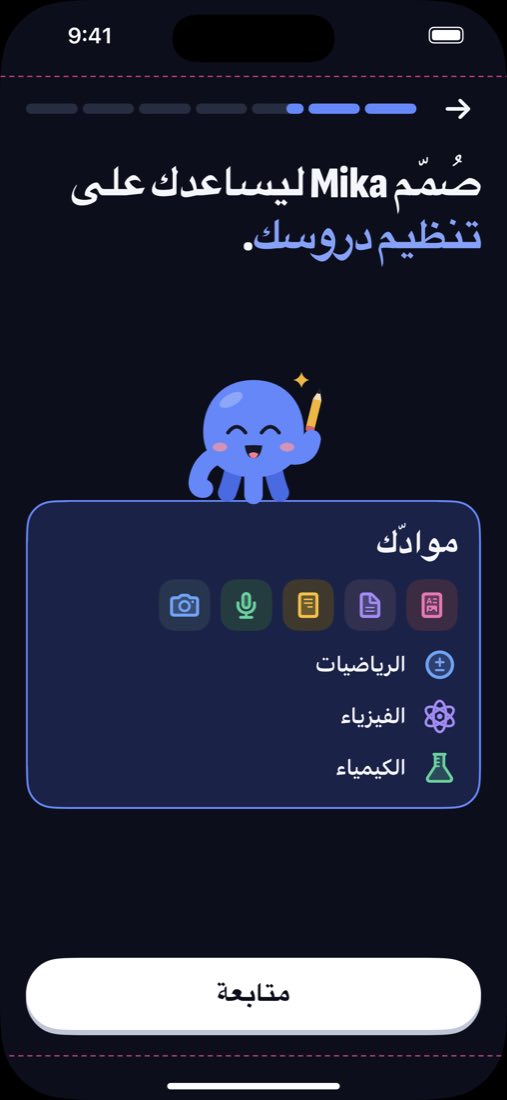 9:41
صُمّم Mika ليساعدك على
تنظيم دروسك.
موادّك
الرياضيات
الفيزياء
الكيمياء
متابعة